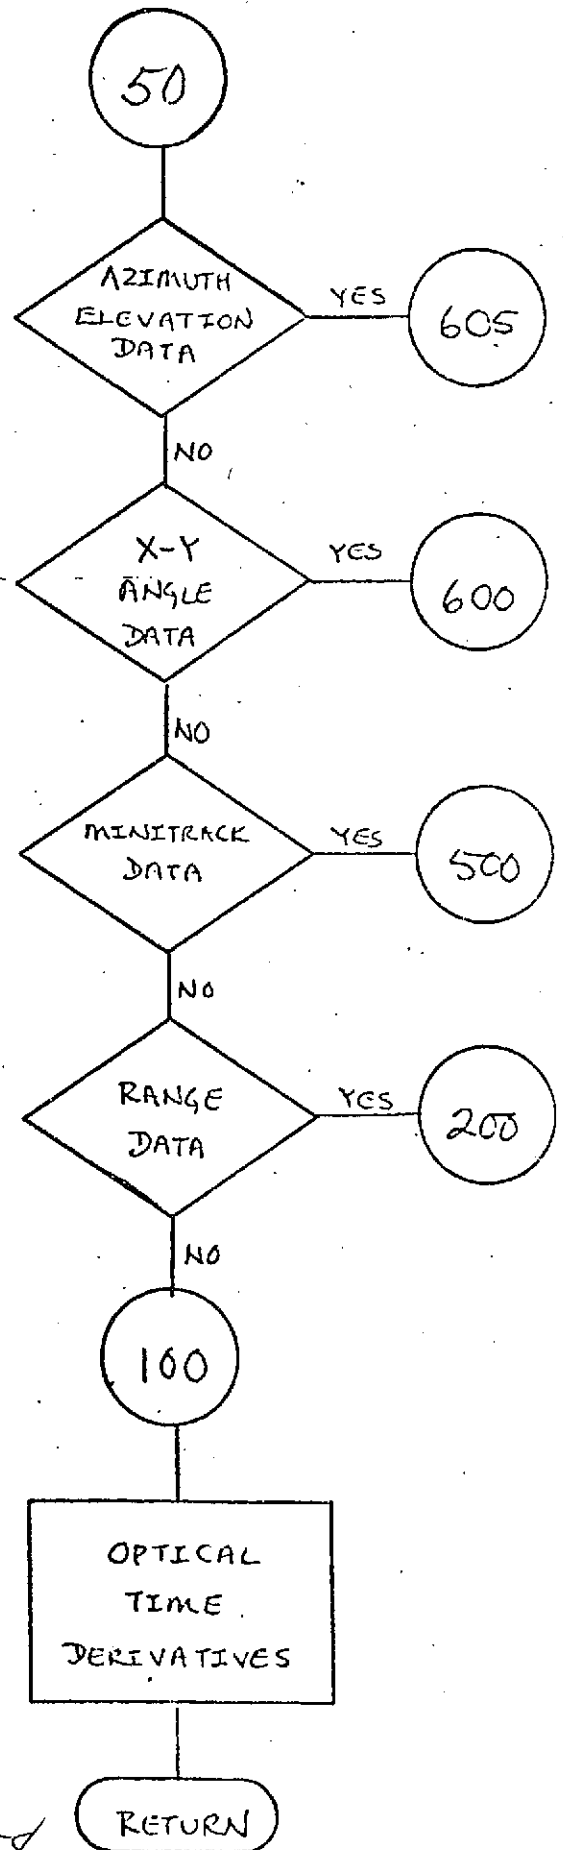 50
AZIMUTH
ELEVATION
DATA
YES
605
NO
X-Y
ANGLE
DATA
YES
600
NO
MINITRACK
DATA
YES
500
NO
RANGE
DATA
YES
200
NO
100
OPTICAL
TIME
DERIVATIVES
RETURN